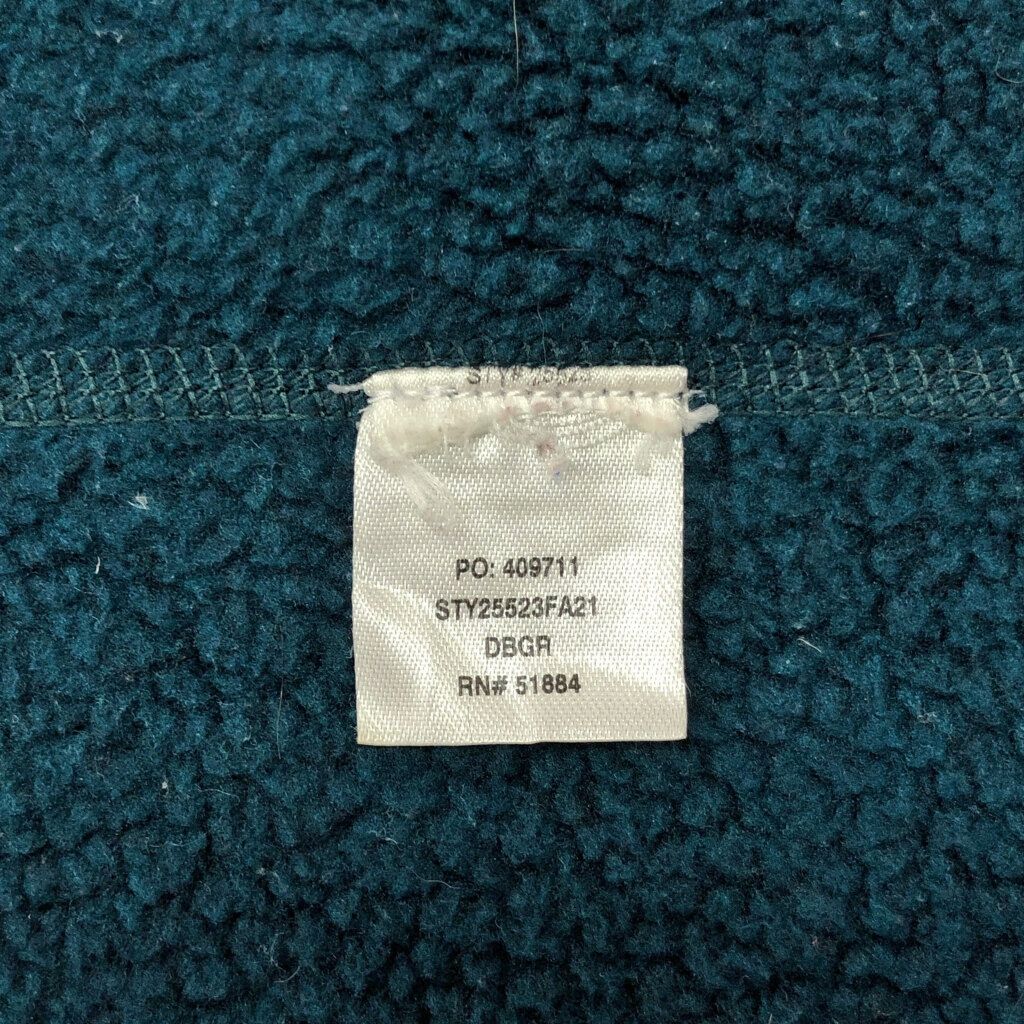 PO: 409711
STY25523FA21
DBGR
RN# 51884